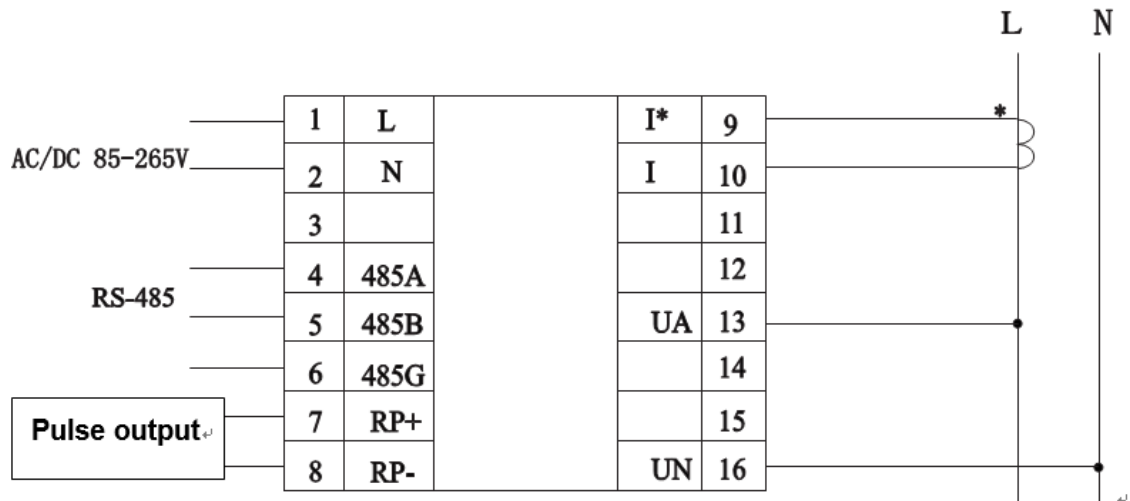 L N
1 L I* 9
AC/DC 85-265V
2 N I 10
3 11
4 485A 12
RS-485
5 485B UA 13
6 485G 14
Pulse output
7 RP+ 15
8 RP- UN 16
*